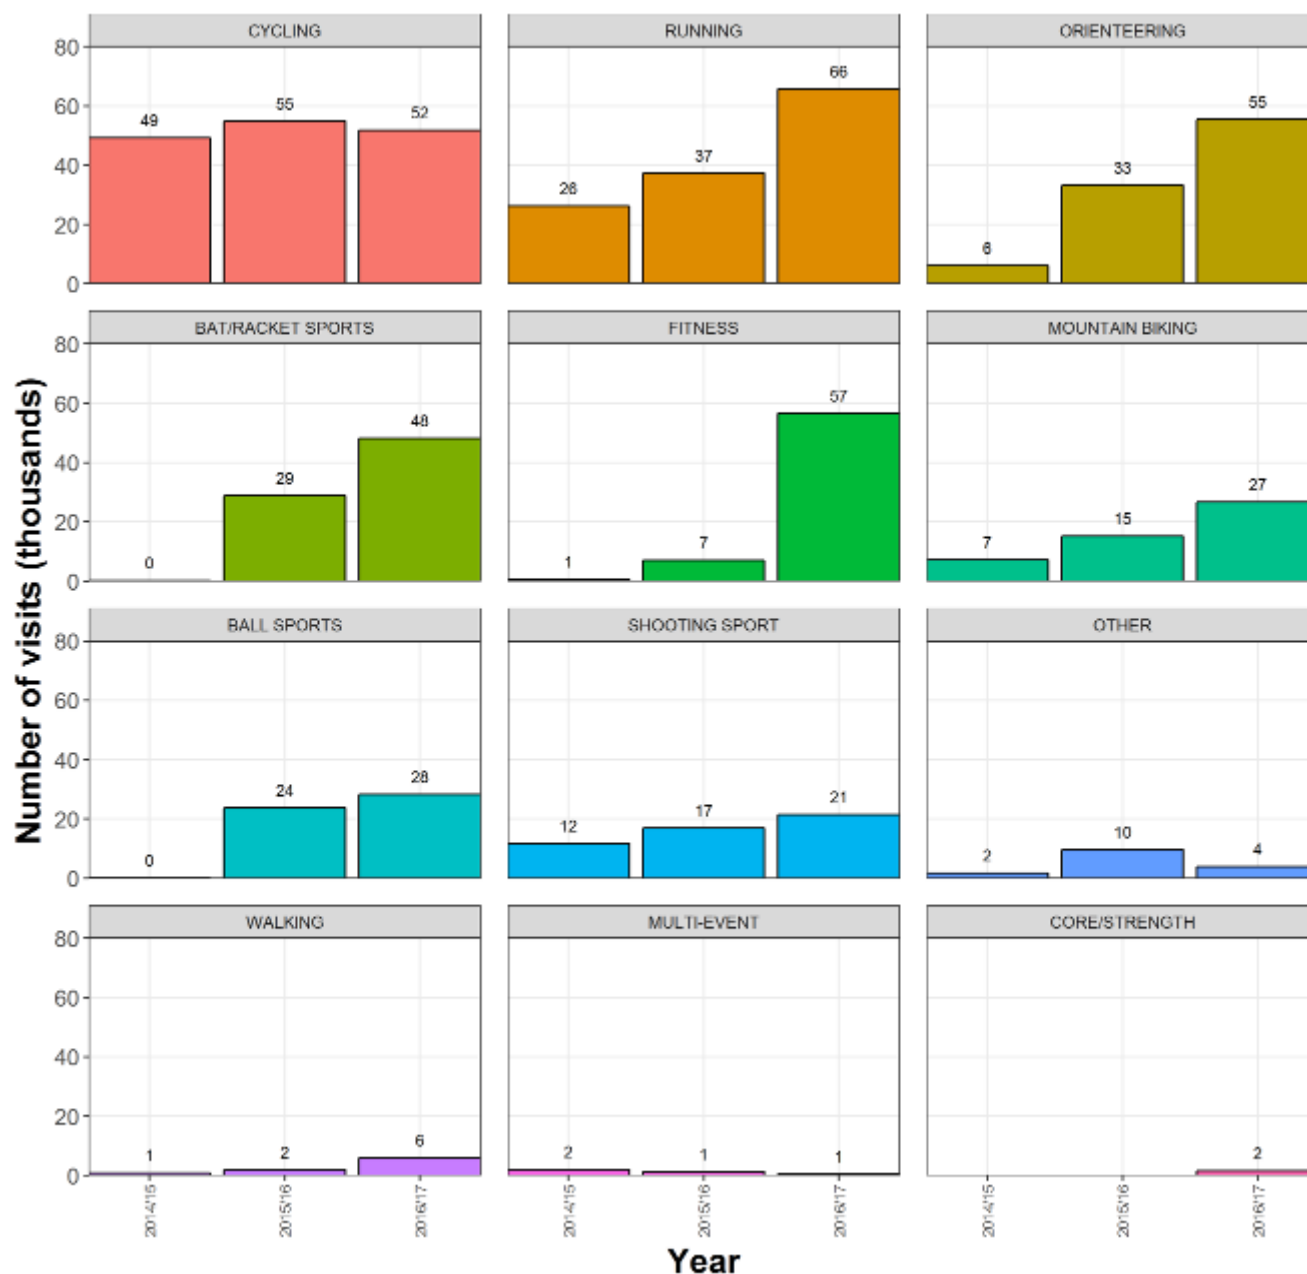 CYCLING RUNNING ORIENTEERING
80
60
40
20
0
49 55 52
26 37 66
6 33 55
BAT/RACKET SPORTS FITNESS MOUNTAIN BIKING
80
60
40
20
0
0 29 48
1 7 57
7 15 27
BALL SPORTS SHOOTING SPORT OTHER
80
60
40
20
0
0 24 28
12 17 21
2 10 4
WALKING MULTI-EVENT CORE/STRENGTH
80
60
40
20
0
1 2 6
2 1 1
2
2014/15 2015/16 2016/17 2014/15 2015/16 2016/17 2014/15 2015/16 2016/17
Year
Number of visits (thousands)